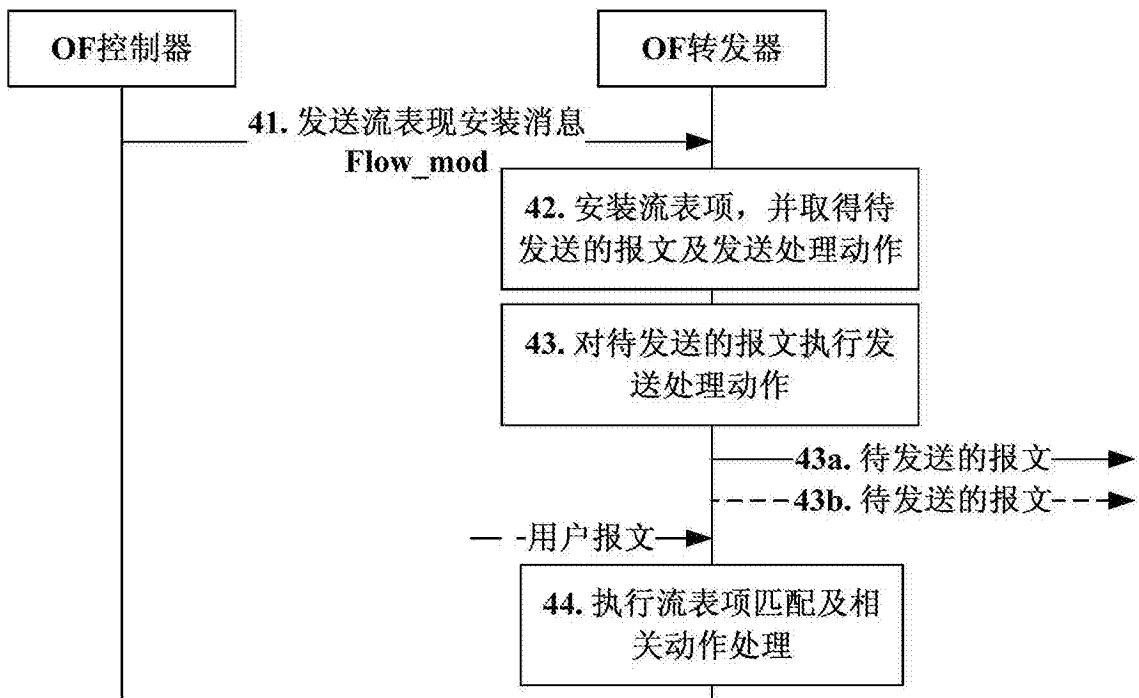 OF控制器
OF转发器
41. 发送流表现安装消息
Flow_mod
42. 安装流表项，并取得待
发送的报文及发送处理动作
43. 对待发送的报文执行发
送处理动作
43a. 待发送的报文
43b. 待发送的报文
用户报文
44. 执行流表项匹配及相
关动作处理